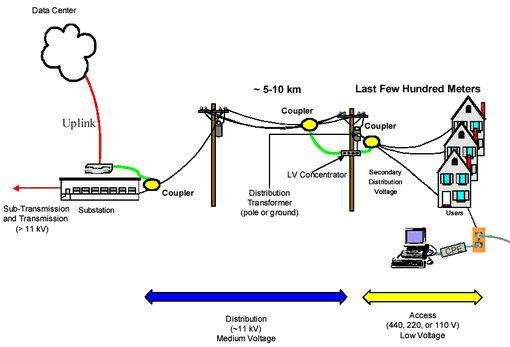 Data Center
~ 5-10 km
Last Few Hundred Meters
Coupler
Uplink
Coupler
LV Concentrator
Coupler
Sub-Transmission
and Transmission
(> 11 kV)
Substation
Distribution
Transformer
(pole or ground)
Secondary
Distribution
Voltage
Users
CPE
Distribution
(~11 kV)
Medium Voltage
Access
(440, 220, or 110 V)
Low Voltage